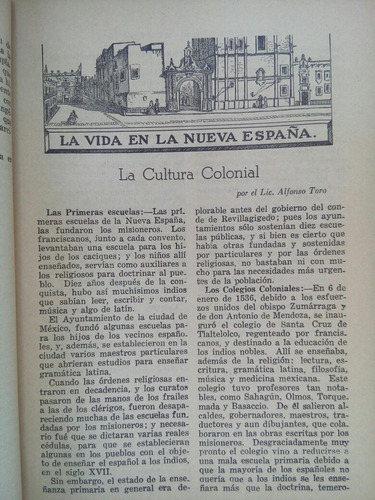 LA VIDA EN LA NUEVA ESPAÑA.
La Cultura Colonial
por el Lic. Alfonso Toro
Las Primeras escuelas:—Las pri-
meras escuelas de la Nueva España,
las fundaron los misioneros. Los
franciscanos, junto a cada convento,
levantaban una escuela para los hi-
jos de los caciques; y los niños allí
enseñados, servían como auxiliares a
los religiosos para doctrinar al pue-
blo. Diez años después de la con-
quista, hubo así muchísimos indios
que sabían leer, escribir y contar,
música y algo de latín.
El Ayuntamiento de la ciudad de
México, fundó algunas escuelas pa-
ra los hijos de los vecinos españo-
les, y, además, se establecieron en la
ciudad varios maestros particulares
que abrieran estudios para enseñar
gramática latina.
Cuando las órdenes religiosas en-
traron en decadencia, y los curatos
pasaron de las manos de los frailes
a las de los clérigos, fueron desapa-
reciendo muchas de las escuelas fun-
dadas por los misioneros; y necesa-
rio fué que se dictaran varias reales
cédulas, para que se establecieran
algunas en los pueblos con el obje-
to de enseñar el español a los indios,
en el siglo XVII.
Sin embargo, el estado de la ense-
ñanza primaria en general era de-
plorable antes del gobierno del con-
de de Revillagigedo; pues los ayun-
tamientos sólo sostenían diez escue-
las públicas, y si bien es cierto que
había otras fundadas y sostenidas
por particulares y por las órdenes
religiosas, no bastaban ni con mu-
cho para las necesidades más urgen-
tes de la población.
Los Colegios Coloniales:—En 6 de
enero de 1536, debido a los esfuer-
zos unidos del obispo Zumárraga y
de don Antonio de Mendoza, se inau-
guró el colegio de Santa Cruz de
Tlaltelolco, regenteado por francis-
canos, y destinado a la educación
de los indios nobles. Allí se enseña-
ba, además de la religión: lectura,
escritura, gramática latina, filosofía,
música y medicina mexicana. Este
colegio tuvo profesores tan nota-
bles, como Sahagún, Olmos, Torque-
mada y Basaccio. De él salieron al-
caldes, gobernadores, maestros, tra-
ductores y aun dibujantes, que co-
laboraron en las obras escritas por
los misioneros. Desgraciadamente muy
pronto el colegio vino a reducirse a
una mala escuela primaria debido a
que la mayoría de los españoles no
quería que a los indios se les en-
señara, y que la doctrina, temero-